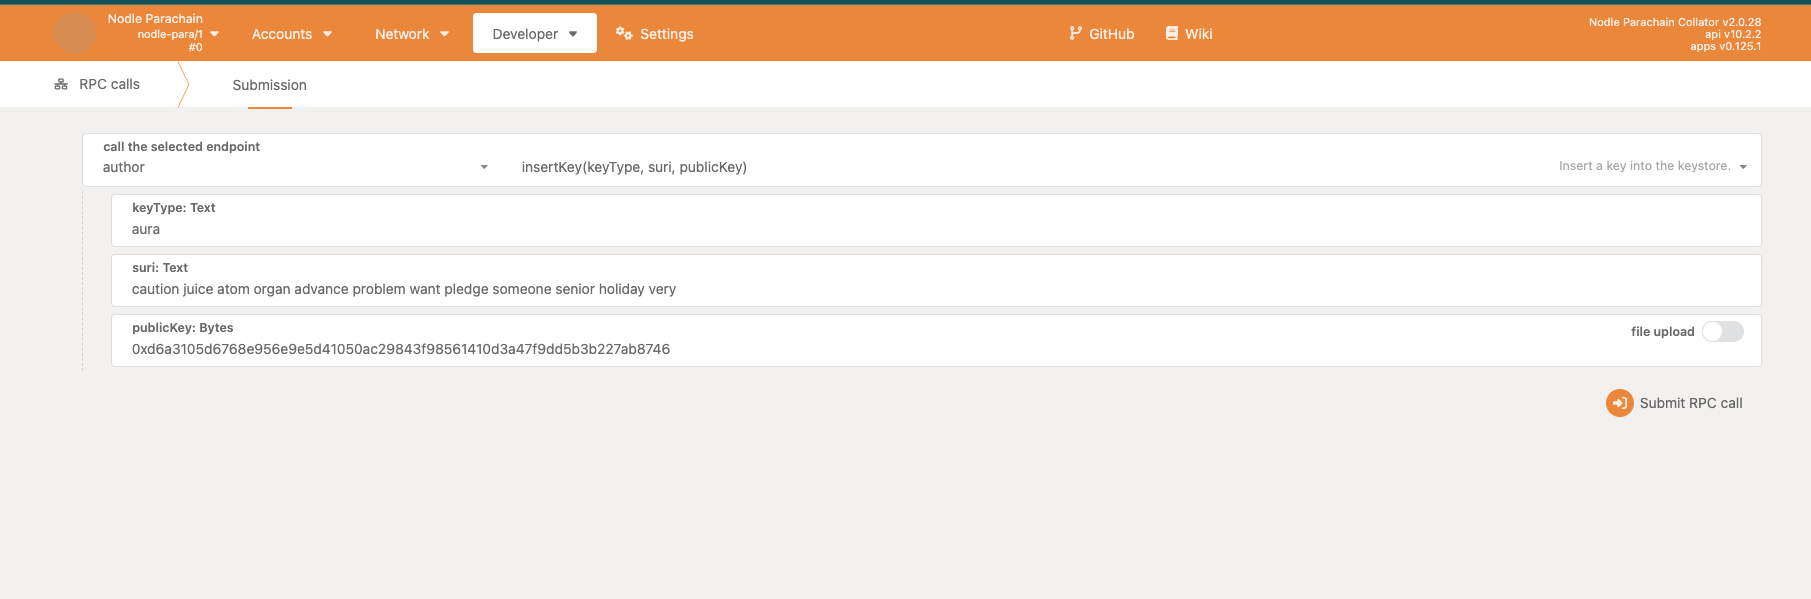 Nodle Parachain
node-para/1
#0
Accounts
Network
Developer
Settings
GitHub
Wiki
Nodle Parachain Collator v2.0.28
api v10.2.2
apps v0.125.1
RPC calls
Submission
call the selected endpoint
author
insertKey(keyType, suri, publicKey)
Insert a key into the keystore.
keyType: Text
aura
suri: Text
caution juice atom organ advance problem want pledge someone senior holiday very
publicKey: Bytes
0xd6a3105d6768e956e9e5d41050ac29843f98561410d3a47f9dd5b3b227ab8746
file upload
Submit RPC call